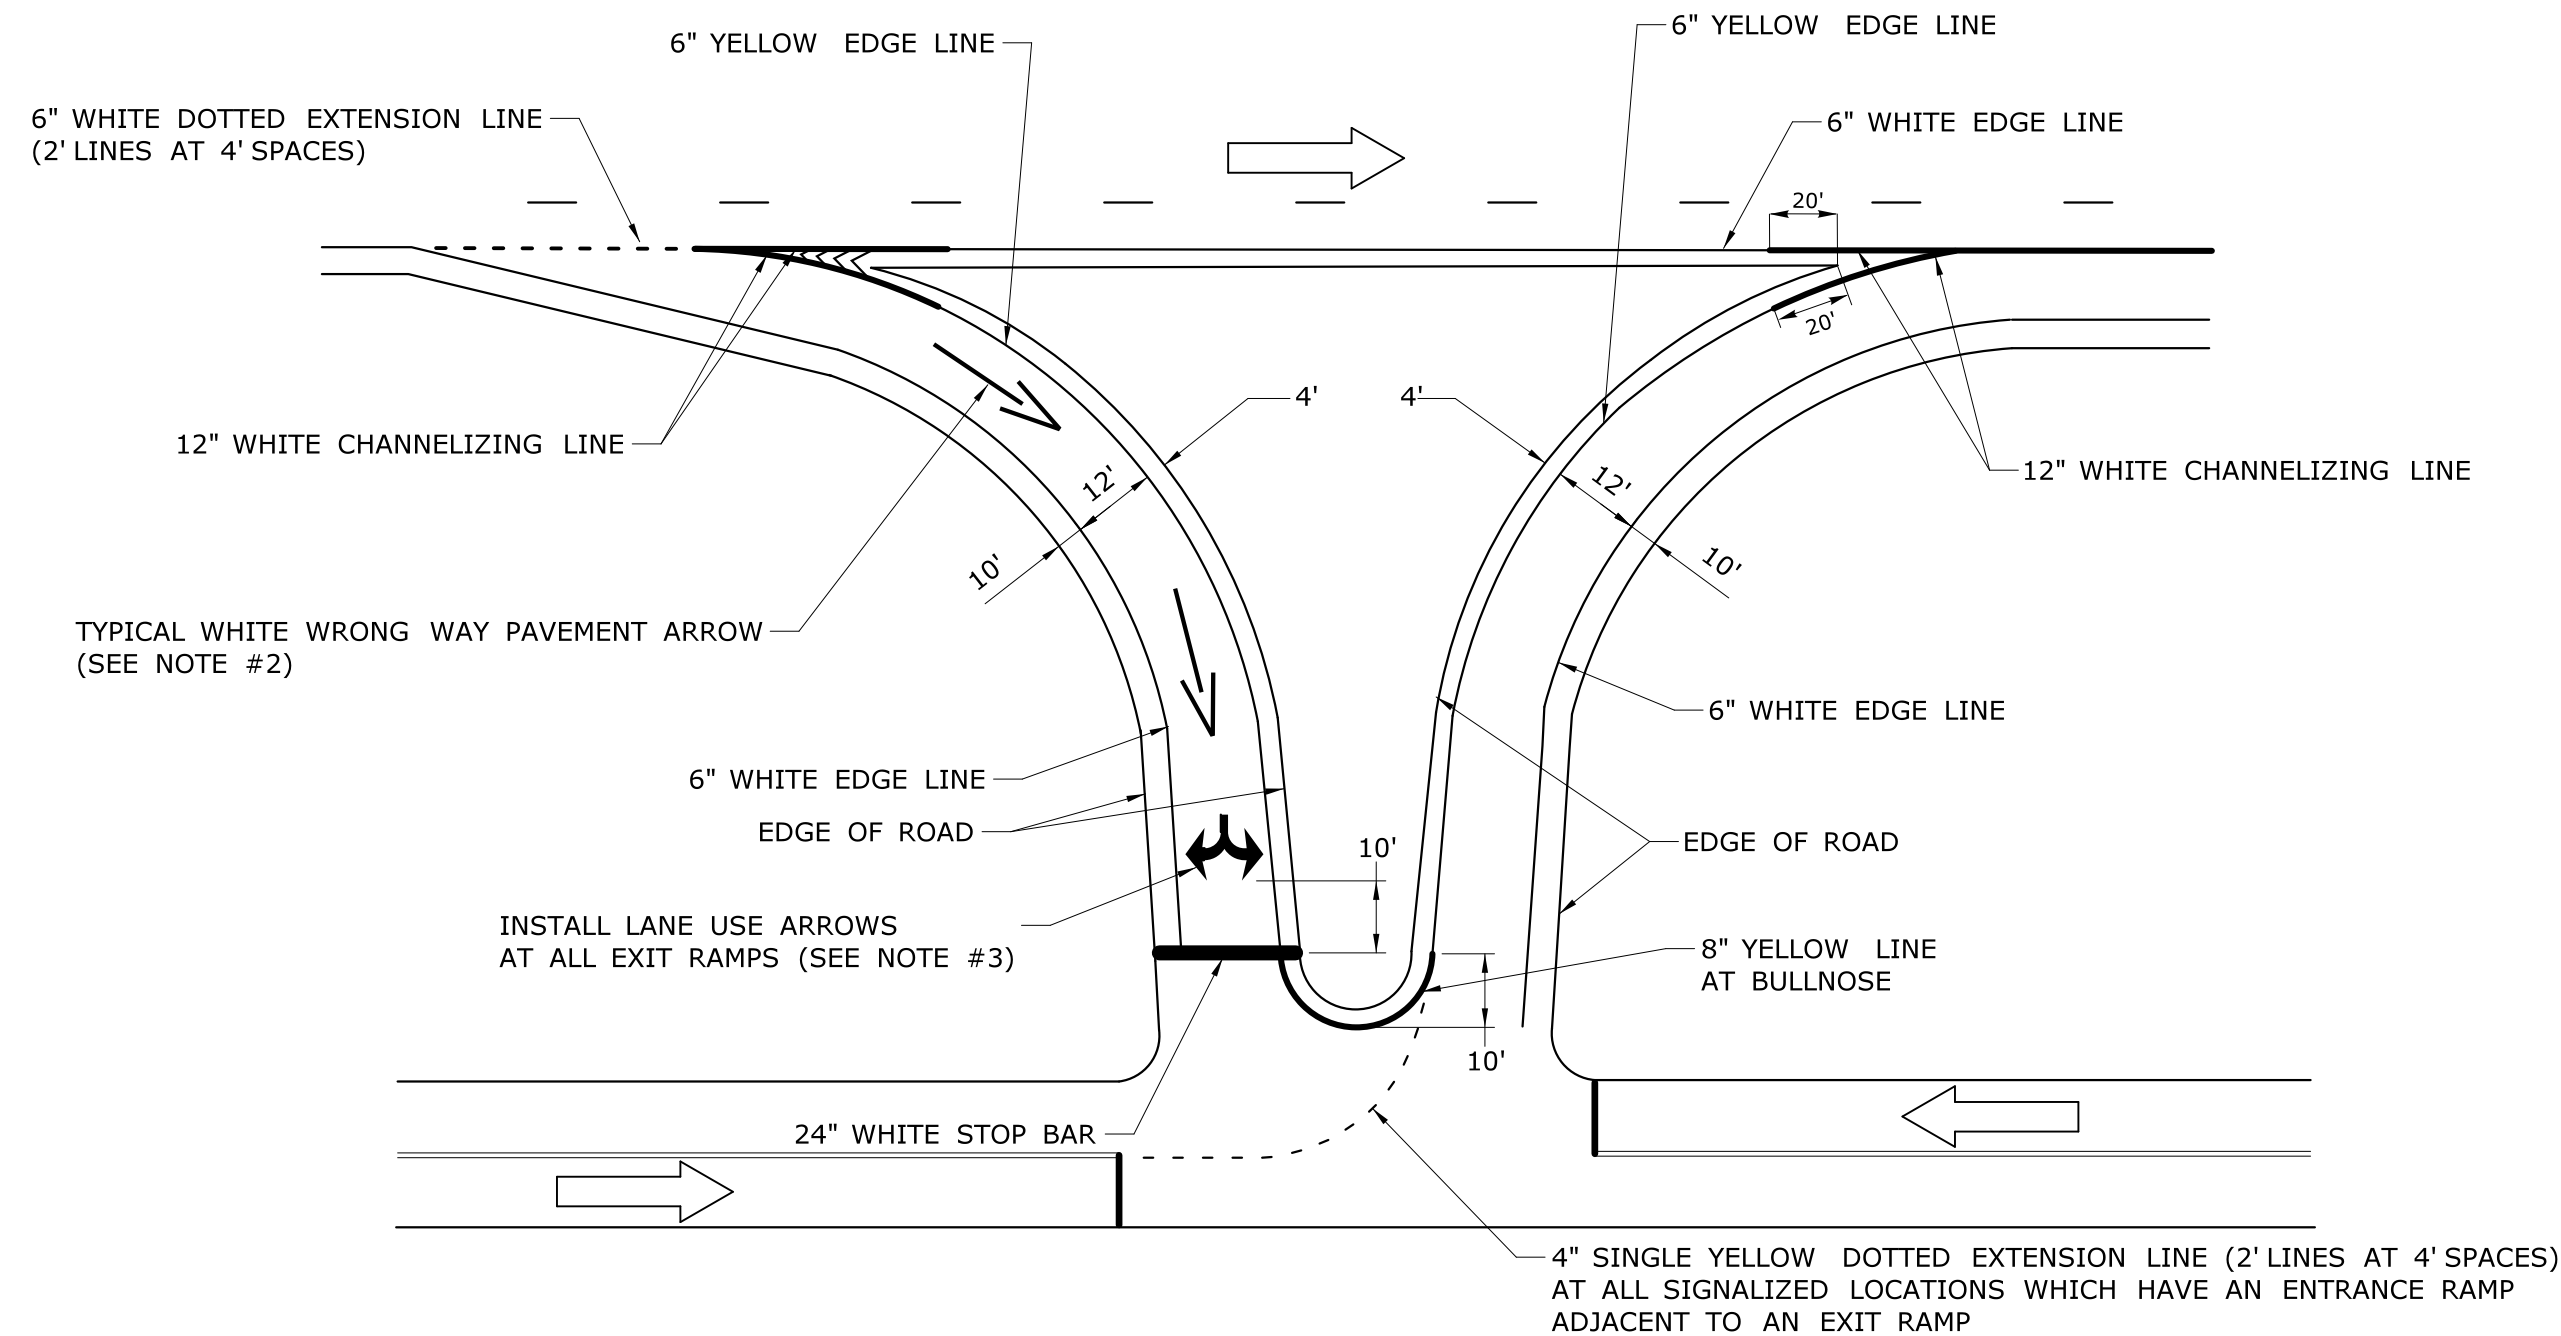 6" YELLOW EDGE LINE
6" YELLOW EDGE LINE
6" WHITE DOTTED EXTENSION LINE
(2' LINES AT 4' SPACES)
6" WHITE EDGE LINE
20'
20'
4'
4'
12" WHITE CHANNELIZING LINE
12'
12'
12" WHITE CHANNELIZING LINE
10'
10'
TYPICAL WHITE WRONG WAY PAVEMENT ARROW
(SEE NOTE #2)
6" WHITE EDGE LINE
6" WHITE EDGE LINE
EDGE OF ROAD
10'
EDGE OF ROAD
INSTALL LANE USE ARROWS
AT ALL EXIT RAMPS (SEE NOTE #3)
8" YELLOW LINE
AT BULLNOSE
10'
24" WHITE STOP BAR
4" SINGLE YELLOW DOTTED EXTENSION LINE (2' LINES AT 4' SPACES)
AT ALL SIGNALIZED LOCATIONS WHICH HAVE AN ENTRANCE RAMP
ADJACENT TO AN EXIT RAMP